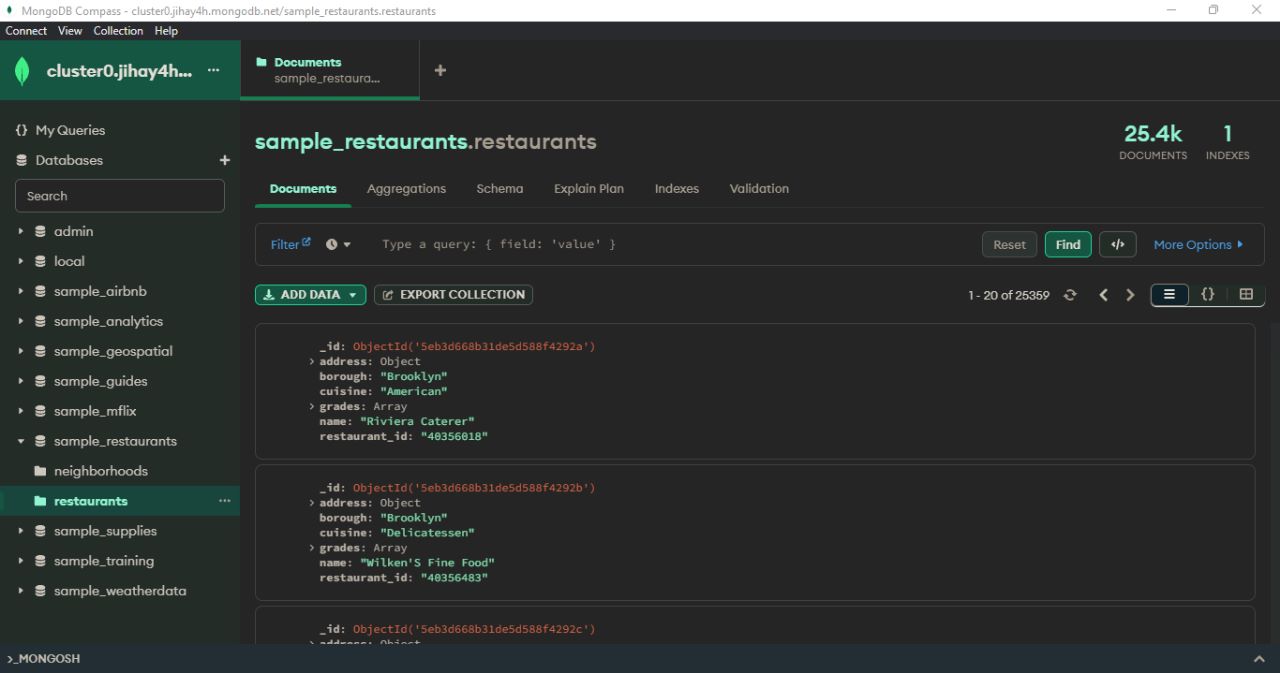 MongoDB Compass - cluster0.jihay4h.mongodb.net/sample_restaurants.restaurants
Connect View Collection Help
cluster0.jihay4h... ...
Documents
sample_restaura...
+
{} My Queries
Databases +
Search
admin
local
sample_airbnb
sample_analytics
sample_geospatial
sample_guides
sample_mflix
sample_restaurants
neighborhoods
restaurants ...
sample_supplies
sample_training
sample_weatherdata
sample_restaurants.restaurants
25.4k
DOCUMENTS
1
INDEXES
Documents Aggregations Schema Explain Plan Indexes Validation
Filter Type a query: { field: 'value' } Reset Find </> More Options
ADD DATA EXPORT COLLECTION 1 - 20 of 25359 {}
_id: ObjectId('5eb3d668b31de5d588f4292a')
address: Object
borough: "Brooklyn"
cuisine: "American"
grades: Array
name: "Riviera Caterer"
restaurant_id: "40356018"
_id: ObjectId('5eb3d668b31de5d588f4292b')
address: Object
borough: "Brooklyn"
cuisine: "Delicatessen"
grades: Array
name: "Wilken'S Fine Food"
restaurant_id: "40356483"
_id: ObjectId('5eb3d668b31de5d588f4292c')
address: Object
>_MONGOSH